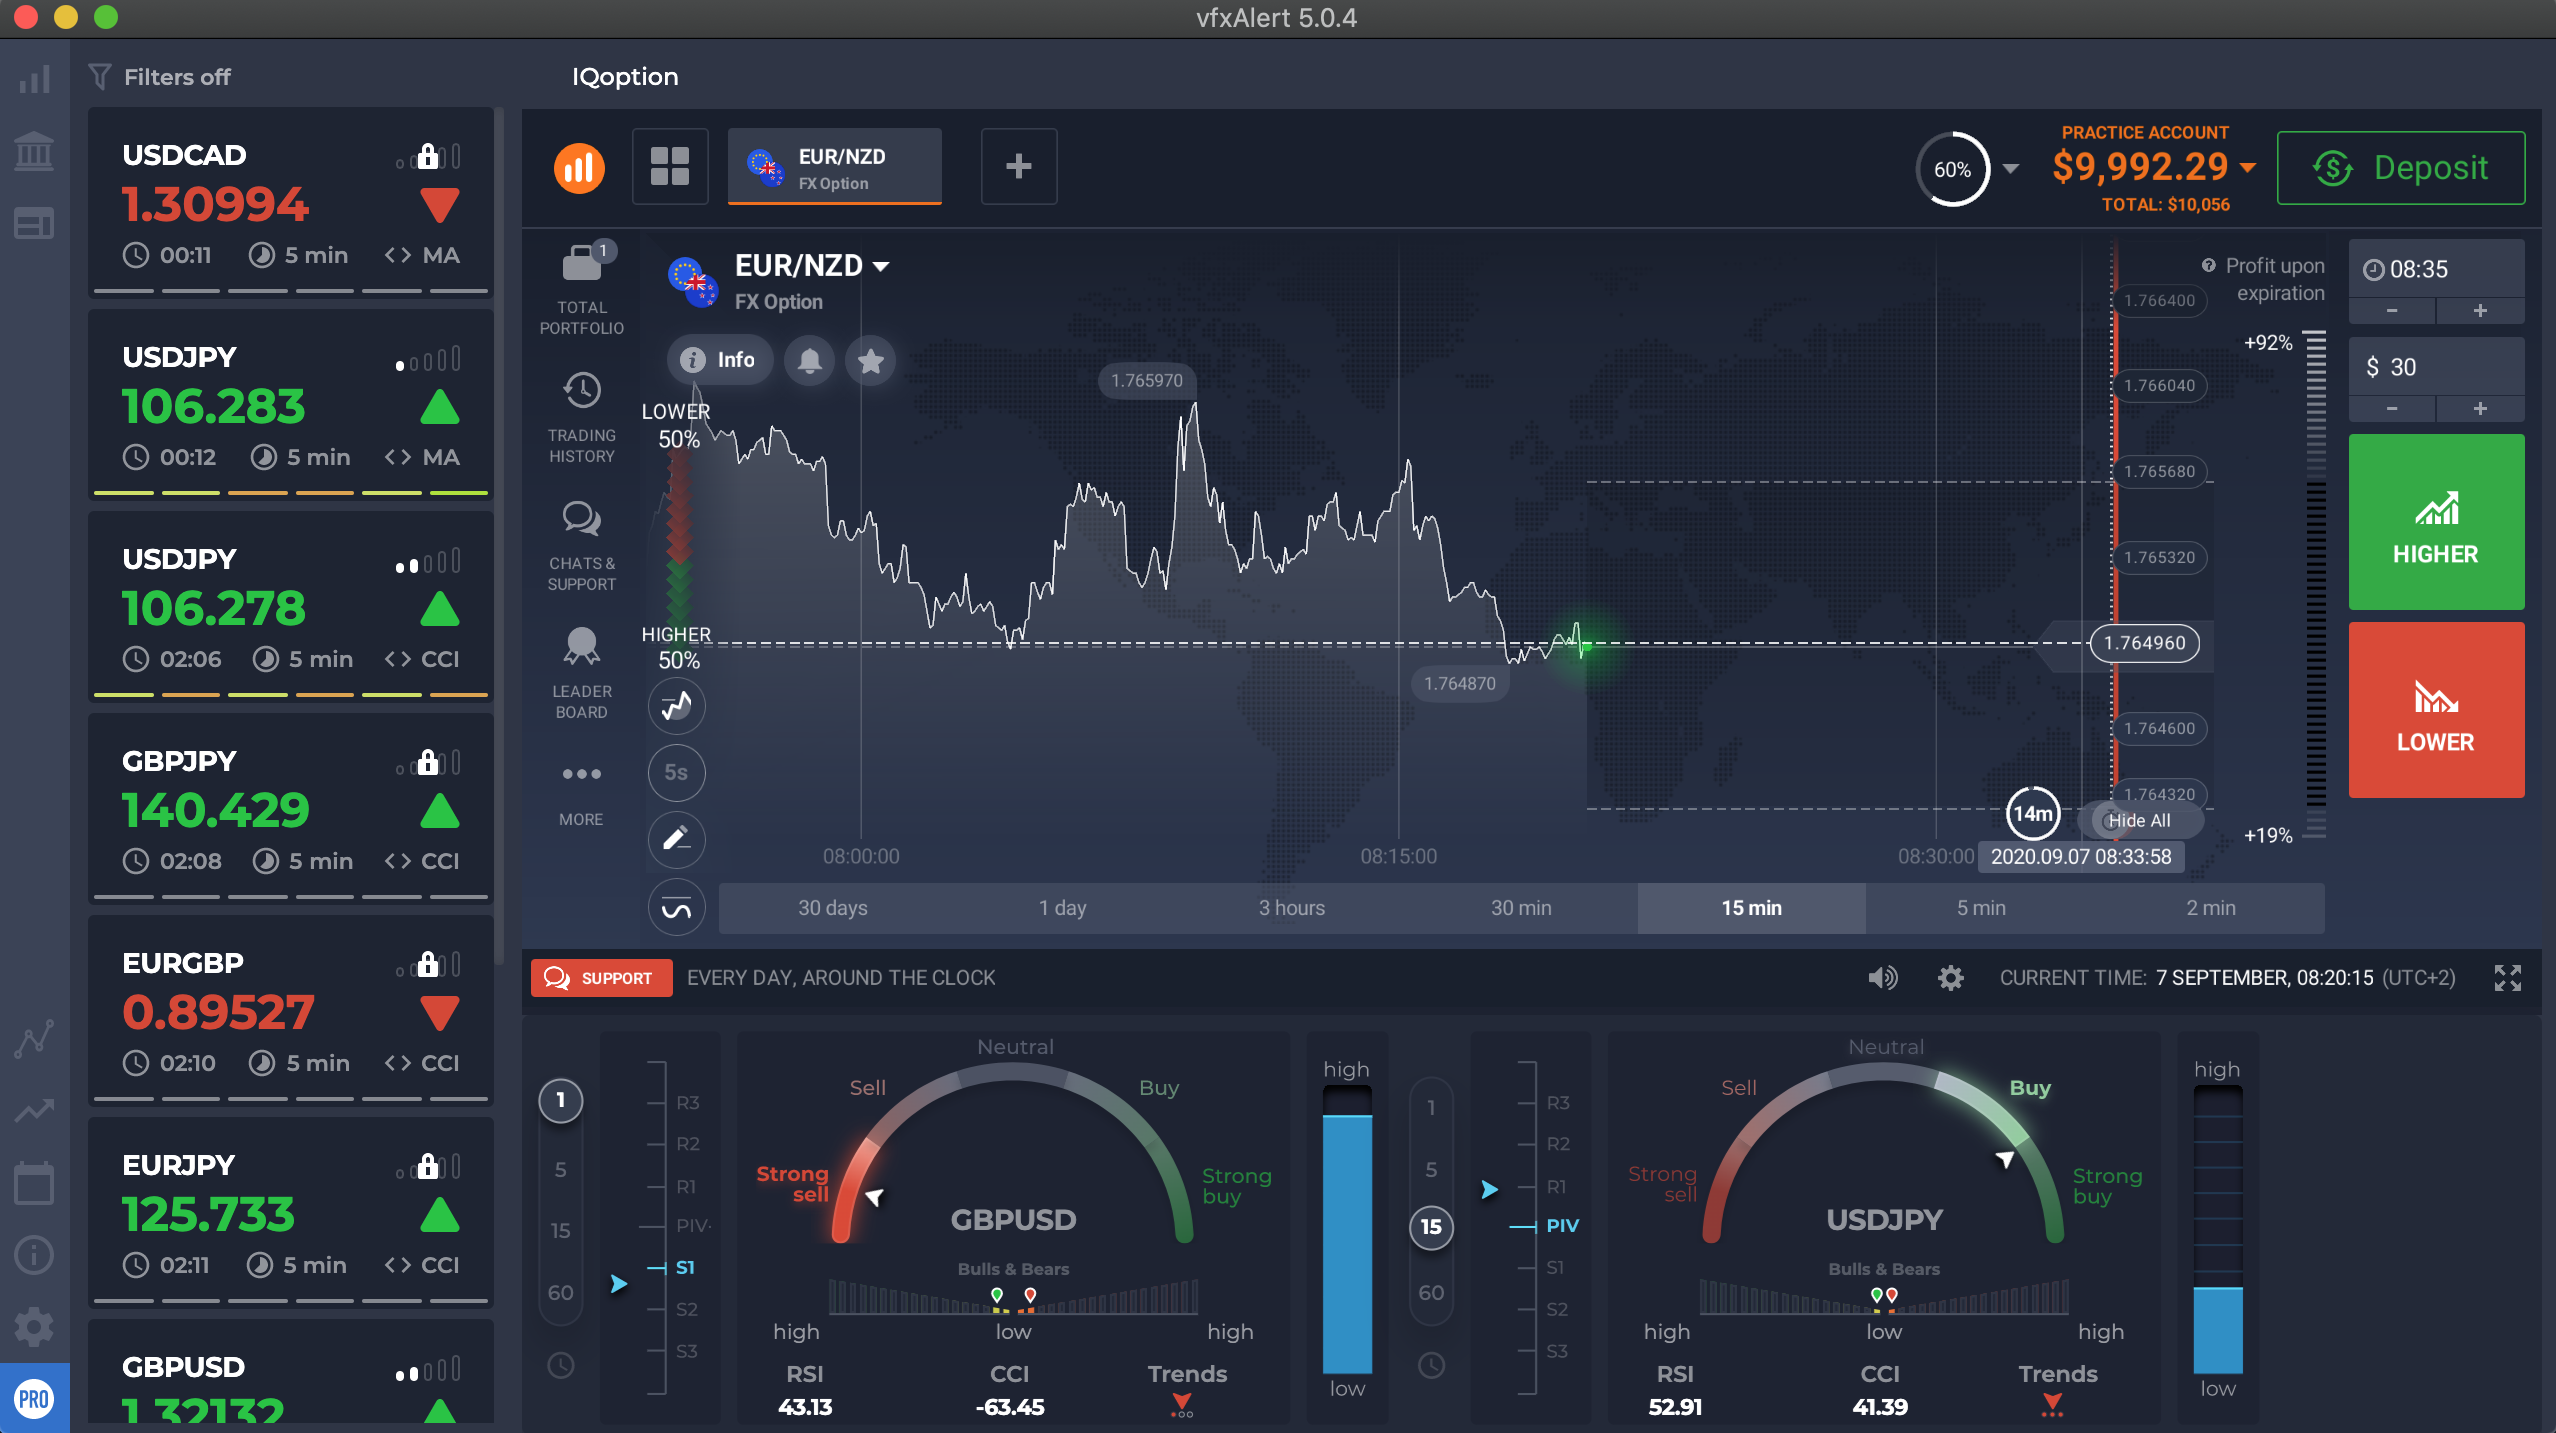 vfxAlert 5.0.4
Filters off
USDCAD
1.30994
00:11 5 min <> MA
USDJPY
106.283
00:12 5 min <> MA
USDJPY
106.278
02:06 5 min <> CCI
GBPJPY
140.429
02:08 5 min <> CCI
EURGBP
0.89527
02:10 5 min <> CCI
EURJPY
125.733
02:11 5 min <> CCI
GBPUSD
1.32132
PRO
IQoption
EUR/NZD
FX Option
+
60%
PRACTICE ACCOUNT
$9,992.29
TOTAL: $10,056
Deposit
1
TOTAL
PORTFOLIO
TRADING
HISTORY
CHATS &
SUPPORT
LEADER
BOARD
MORE
EUR/NZD
FX Option
Info
LOWER
50%
HIGHER
50%
5s
1.765970
1.764870
1.766400
1.766040
1.765680
1.765320
1.764960
1.764600
1.764320
Profit upon
expiration
+92%
+19%
14m
Hide All
08:00:00
08:15:00
08:30:00
2020.09.07 08:33:58
30 days 1 day 3 hours 30 min 15 min 5 min 2 min
08:35
- +
$ 30
- +
HIGHER
LOWER
SUPPORT EVERY DAY, AROUND THE CLOCK
CURRENT TIME: 7 SEPTEMBER, 08:20:15 (UTC+2)
1
5
15
60
R3
R2
R1
PIV
S1
S2
S3
Neutral
Sell
Buy
Strong
sell
Strong
buy
GBPUSD
Bulls & Bears
high low high
RSI CCI Trends
43.13 -63.45
high
low
1
5
15
60
R3
R2
R1
PIV
S1
S2
S3
Neutral
Sell
Buy
Strong
sell
Strong
buy
USDJPY
Bulls & Bears
high low high
RSI CCI Trends
52.91 41.39
high
low